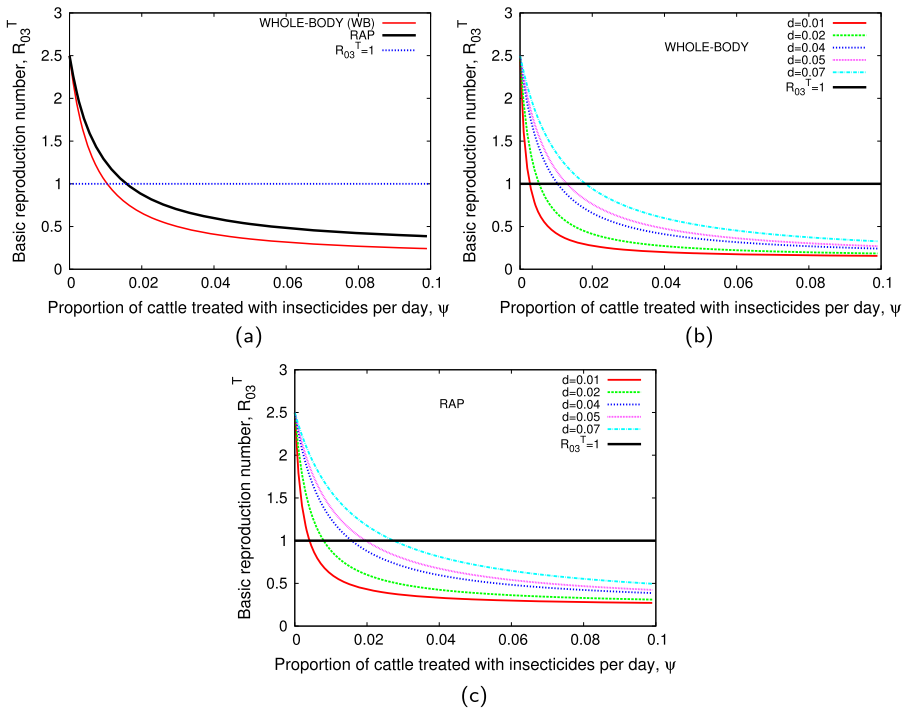 3
2.5
2
1.5
1
0.5
0
Basic reproduction number, R03^T
WHOLE-BODY (WB)
RAP
R03^T=1
0 0.02 0.04 0.06 0.08 0.1
Proportion of cattle treated with insecticides per day, ψ
(a)
3
2.5
2
1.5
1
0.5
0
Basic reproduction number, R03^T
WHOLE-BODY
d=0.01
d=0.02
d=0.04
d=0.05
d=0.07
R03^T=1
0 0.02 0.04 0.06 0.08 0.1
Proportion of cattle treated with insecticides per day, ψ
(b)
3
2.5
2
1.5
1
0.5
0
Basic reproduction number, R03^T
RAP
d=0.01
d=0.02
d=0.04
d=0.05
d=0.07
R03^T=1
0 0.02 0.04 0.06 0.08 0.1
Proportion of cattle treated with insecticides per day, ψ
(c)